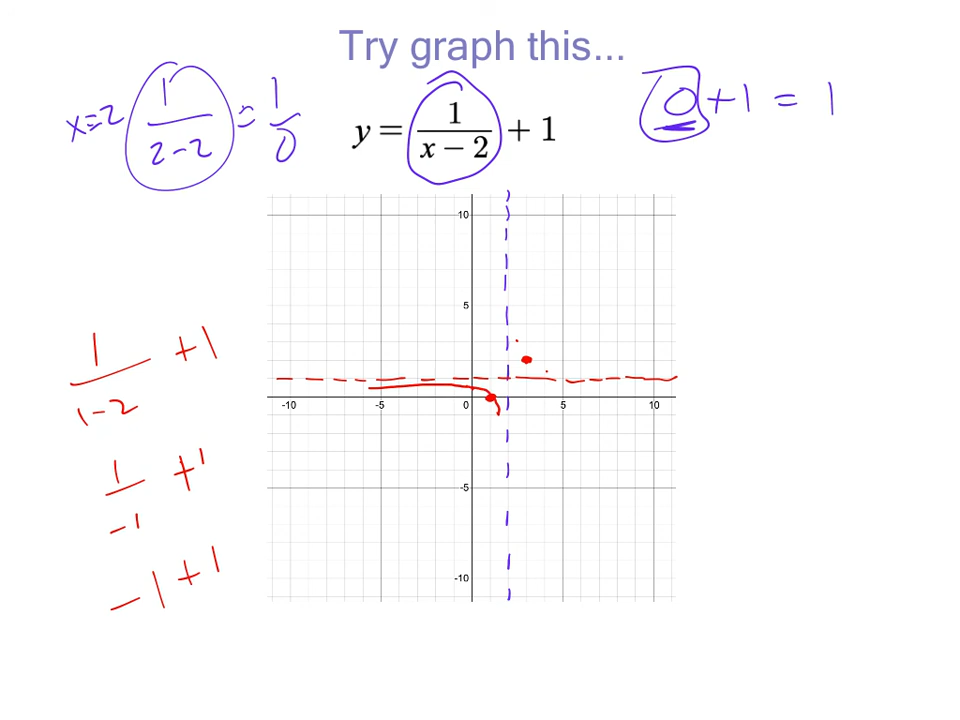 Try graph this...
x=2 1/(2-2) = 1/0
y = 1/(x - 2) + 1
0 + 1 = 1
10
5
-10 -5 0 5 10
-5
-10
1/(1-2) + 1
1/-1 + 1
-1 + 1